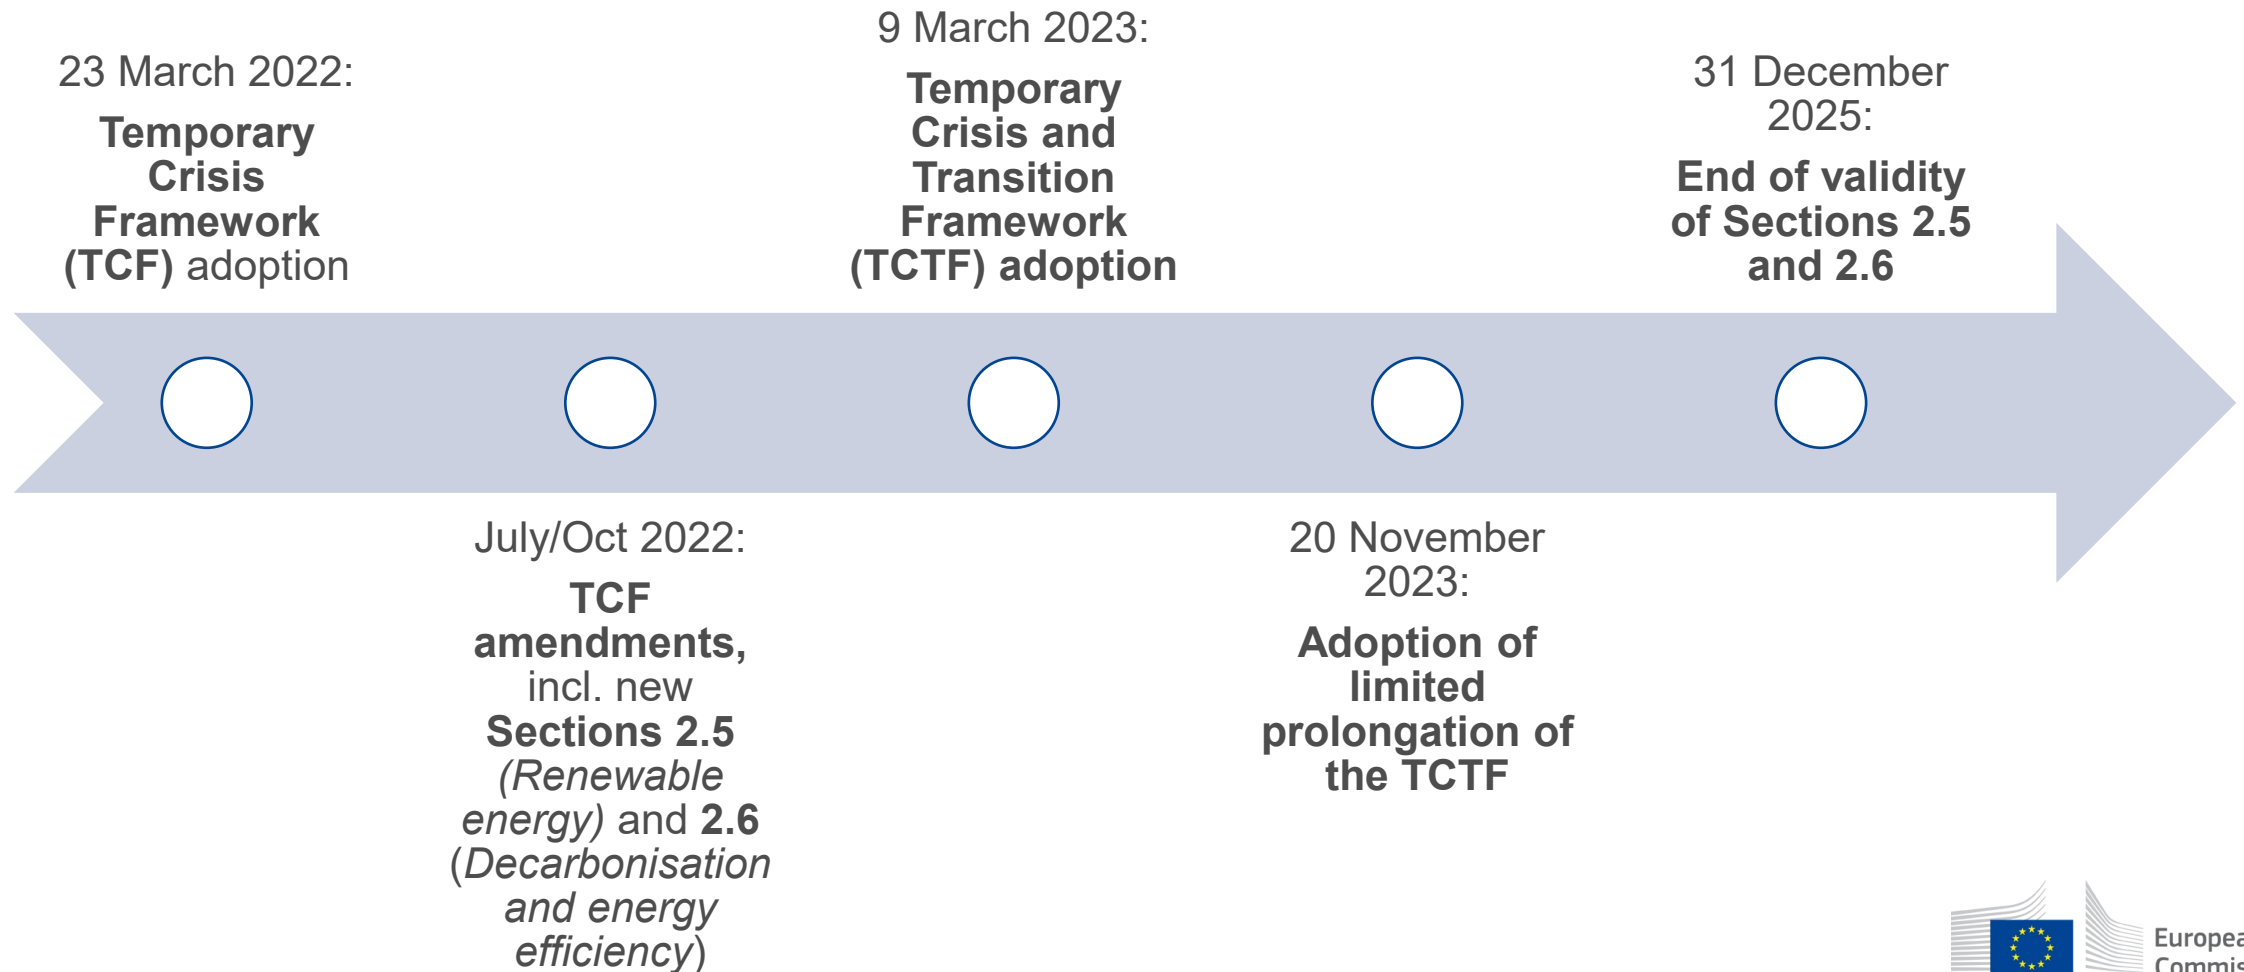 23 March 2022:
Temporary
Crisis
Framework
(TCF) adoption
July/Oct 2022:
TCF
amendments,
incl. new
Sections 2.5
(Renewable
energy) and 2.6
(Decarbonisation
and energy
efficiency)
9 March 2023:
Temporary
Crisis and
Transition
Framework
(TCTF) adoption
20 November
2023:
Adoption of
limited
prolongation of
the TCTF
31 December
2025:
End of validity
of Sections 2.5
and 2.6
Europea
Commis